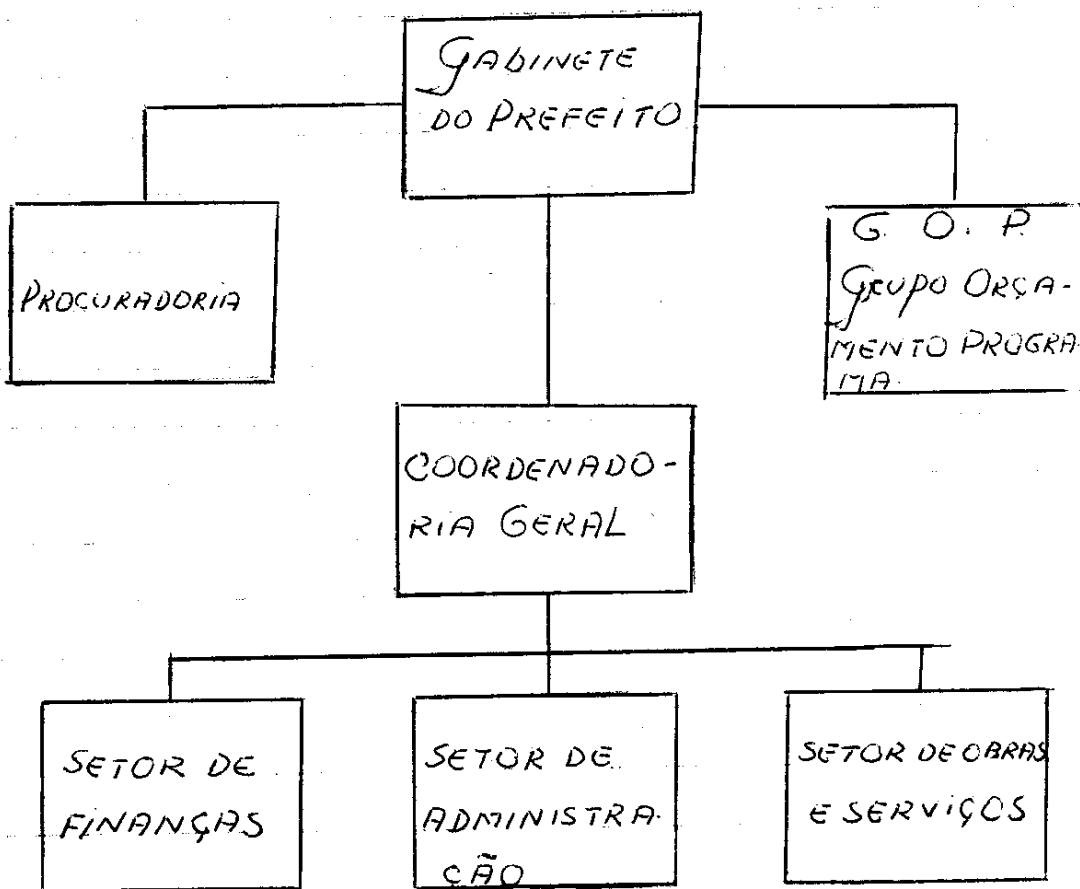 GABINETE
DO PREFEITO
PROCURADORIA
G. O. P.
GRUPO ORÇA-
MENTO PROGRA-
MA.
COORDENADO-
RIA GERAL
SETOR DE
FINANÇAS
SETOR DE
ADMINISTRA-
ÇÃO
SETOR DE OBRAS
E SERVIÇOS